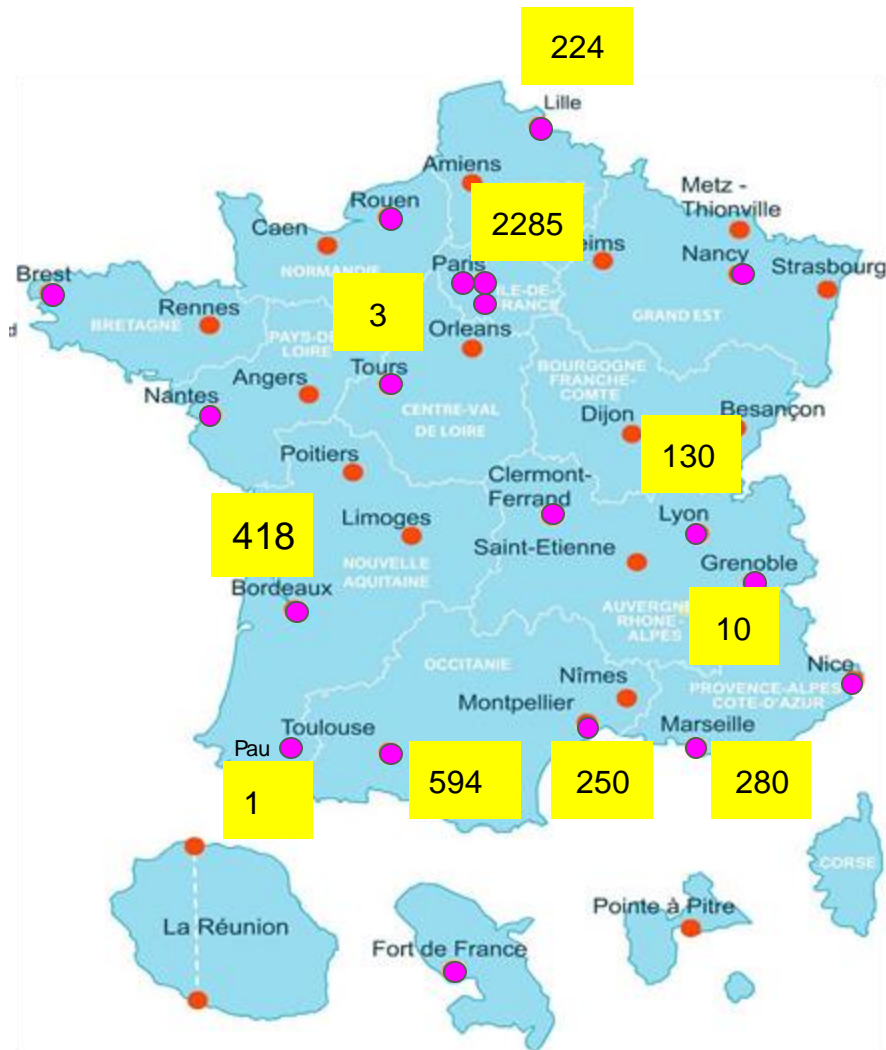 224
Lille
Amiens
Metz -
Thionville
Rouen
2285
Caen
eims
Nancy
NORMANDIE
Paris
Strasbourg
Brest
ILE-DE-
FRANCE
Rennes
3
GRAND EST
d
BRETAGNE
PAYS-DE-
LOIRE
Orleans
Tours
BOURGOGNE
FRANCHE-
COMTE
Angers
Nantes
CENTRE-VAL
DE LOIRE
Dijon
Besançon
130
Poitiers
Clermont-
Ferrand
Limoges
Lyon
418
Saint-Etienne
NOUVELLE
AQUITAINE
Grenoble
Bordeaux
AUVERGNE
RHONE-
ALPES
10
OCCITANIE
Nîmes
Nice
PROVENCE-ALPES
COTE-D'AZUR
Montpellier
Toulouse
Marseille
Pau
594
250
280
1
CORSE
La Réunion
Pointe à Pitre
Fort de France